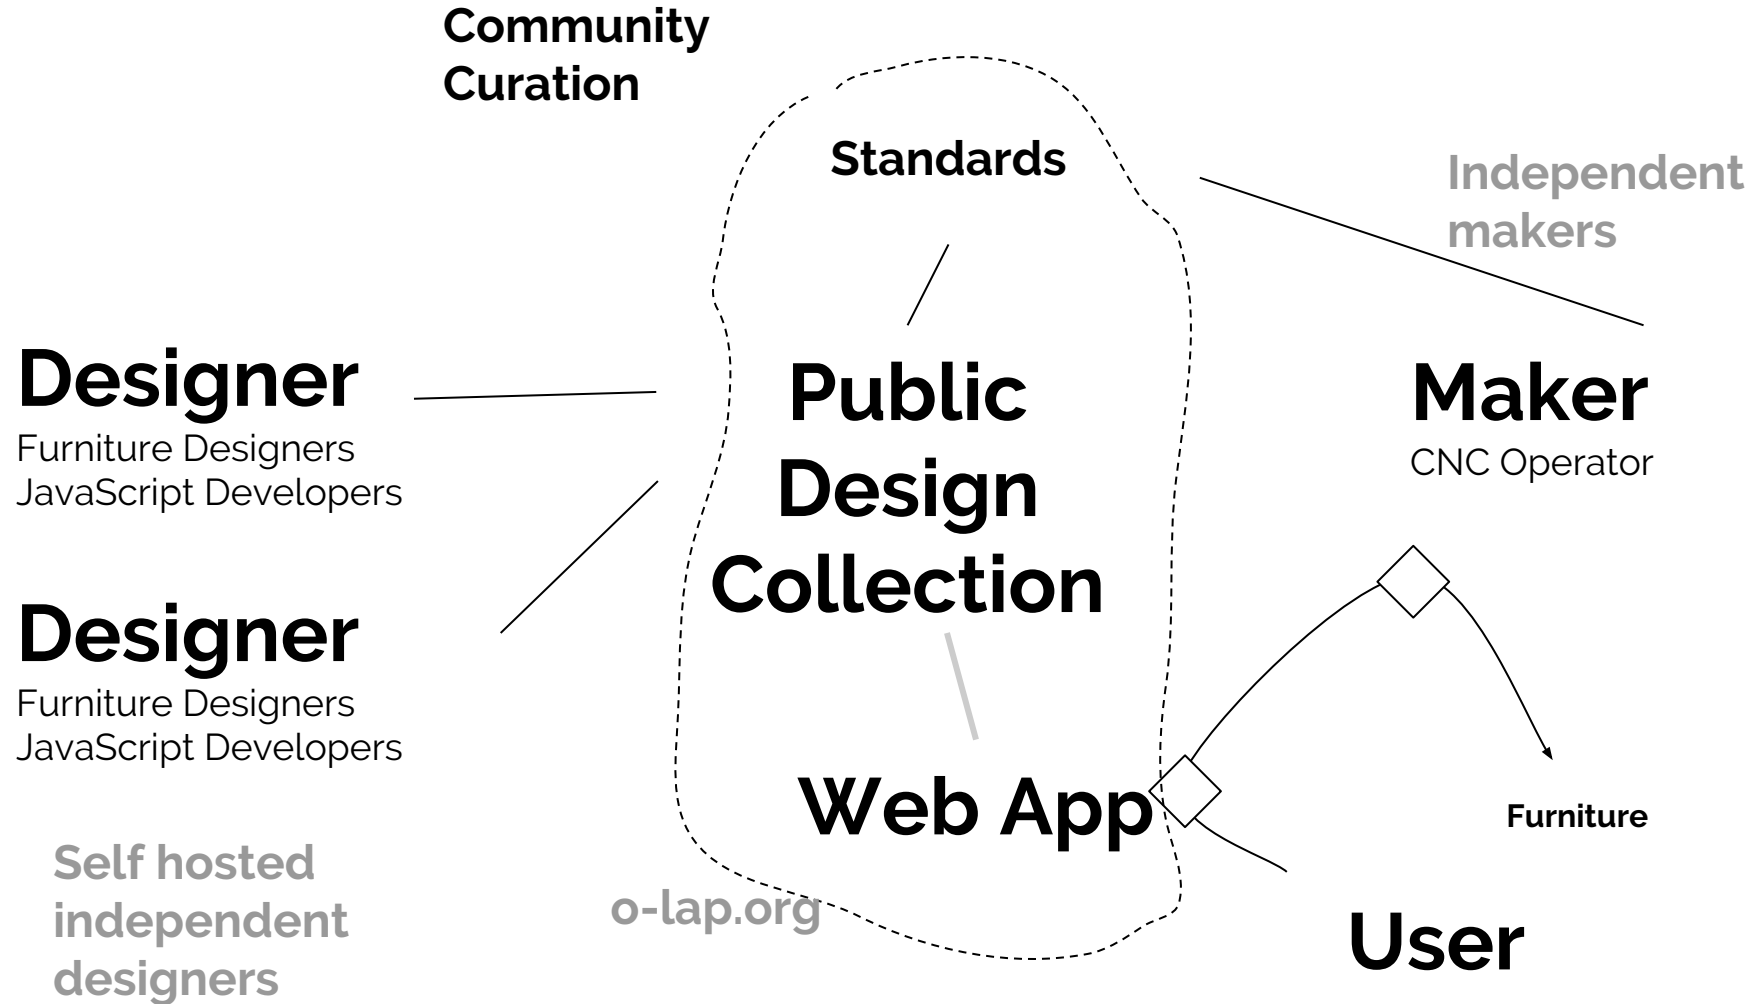 Community
Curation
Standards
Independent
makers
Designer
Furniture Designers
JavaScript Developers
Public
Design
Collection
Maker
CNC Operator
Designer
Furniture Designers
JavaScript Developers
Web App
Furniture
Self hosted
independent
designers
o-lap.org
User